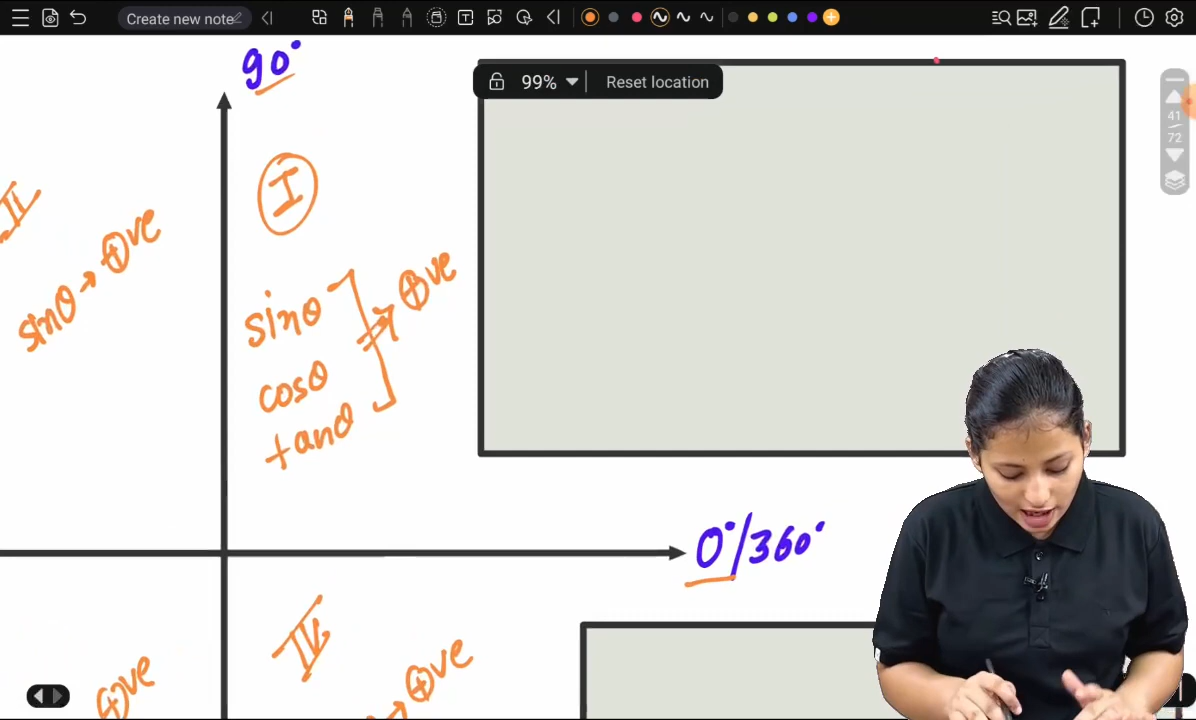 Create new note
90°
99%
Reset location
41
72
I
II
sinθ → ⊕ve
sinθ
cosθ
tanθ
→ ⊕ve
0°/360°
IV
⊕ve
→ ⊕ve